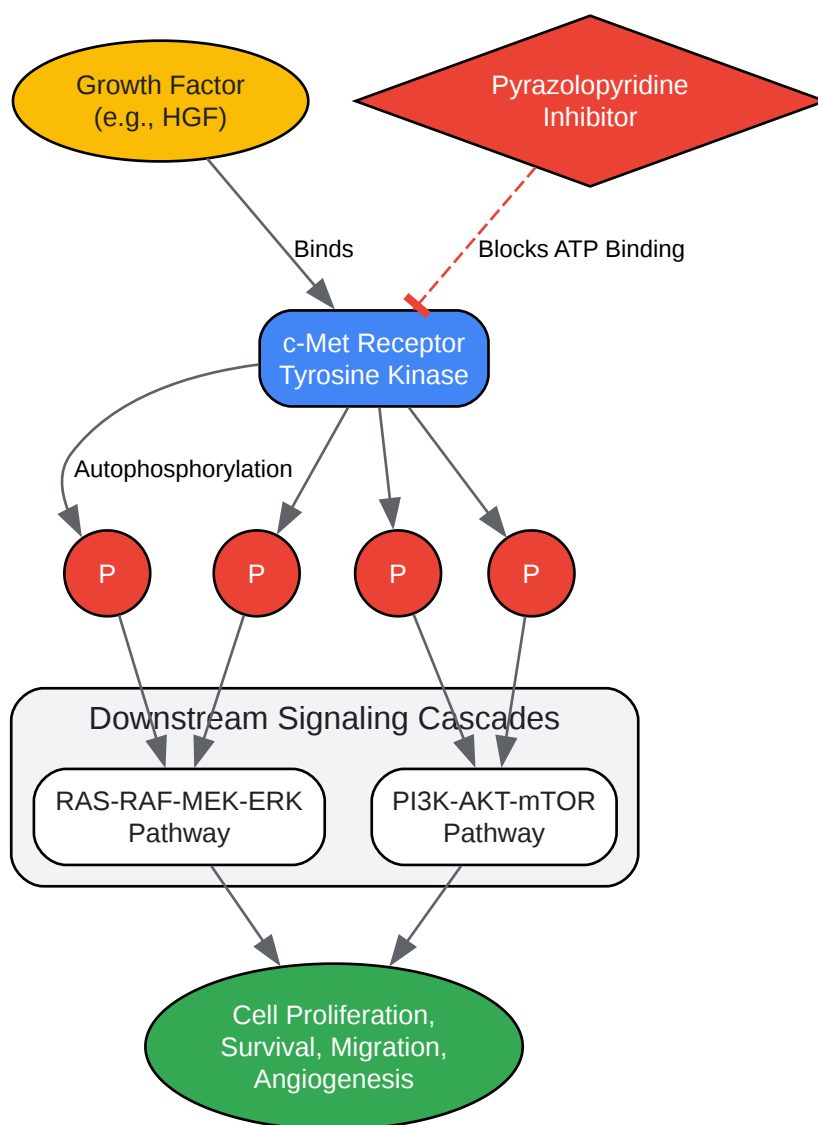 Growth Factor
(e.g., HGF)
Pyrazolopyridine
Inhibitor
Binds
Blocks ATP Binding
c-Met Receptor
Tyrosine Kinase
Autophosphorylation
P
P
P
P
Downstream Signaling Cascades
RAS-RAF-MEK-ERK
Pathway
PI3K-AKT-mTOR
Pathway
Cell Proliferation,
Survival, Migration,
Angiogenesis